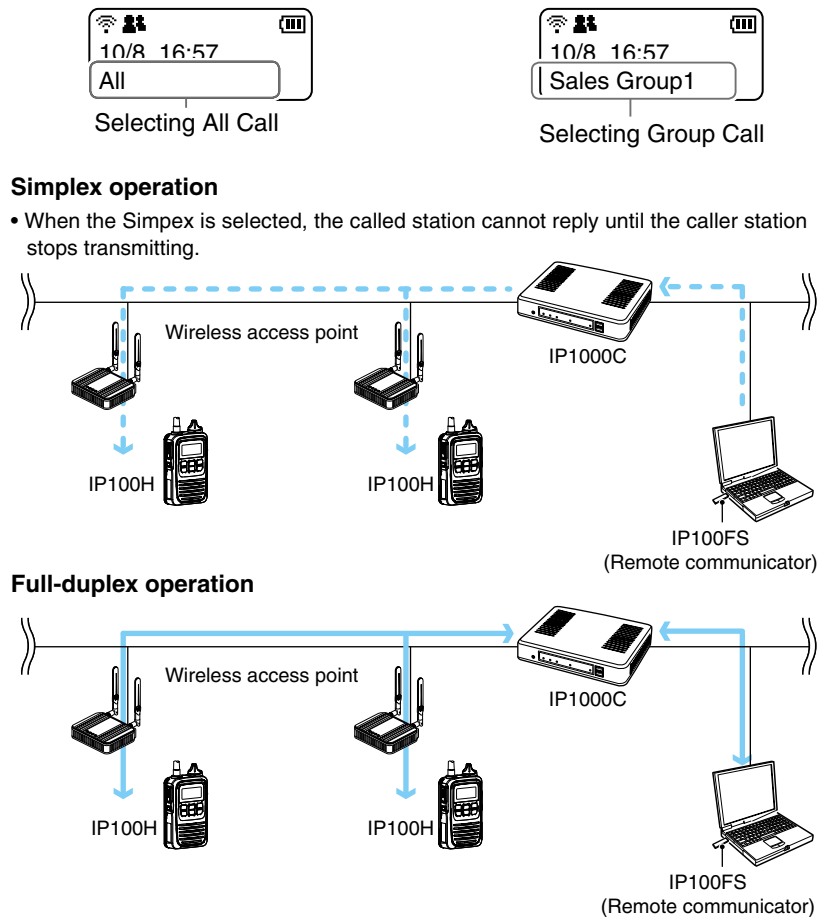 10/8 16:57
All
Selecting All Call
10/8 16:57
Sales Group1
Selecting Group Call
Simplex operation
• When the Simpex is selected, the called station cannot reply until the caller station
stops transmitting.
Wireless access point
IP1000C
IP100H
IP100H
IP100FS
(Remote communicator)
Full-duplex operation
Wireless access point
IP1000C
IP100H
IP100H
IP100FS
(Remote communicator)